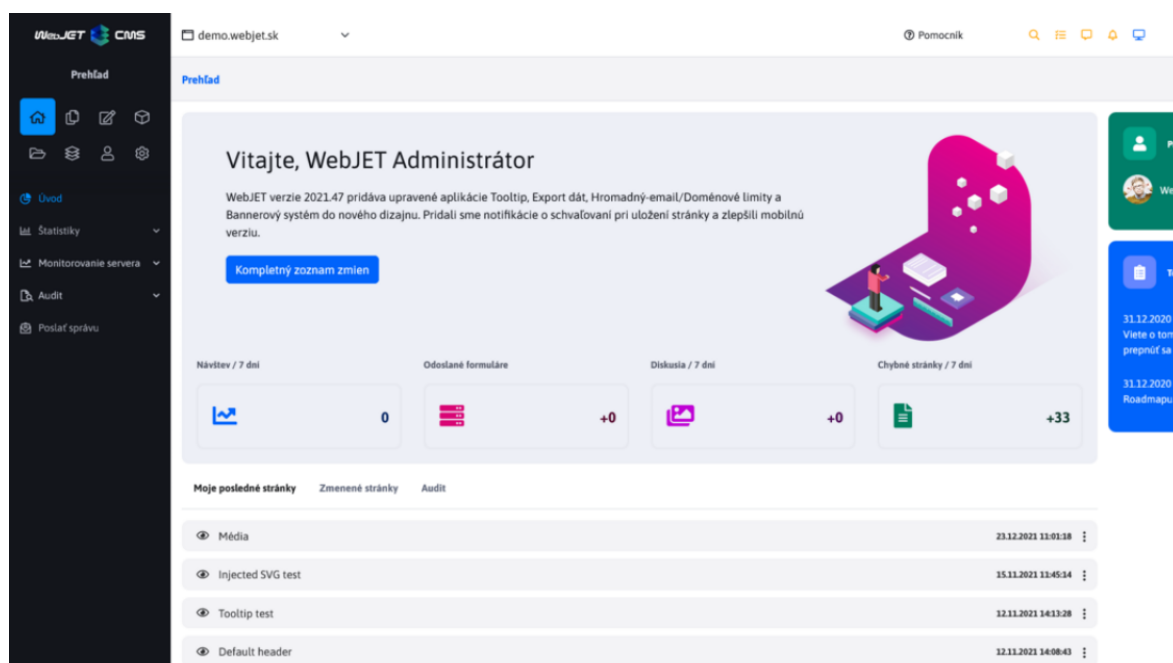 WebJET CMS
demo.webjet.sk
Pomocník
Prehľad
Prehľad
Úvod
Štatistiky
Monitorovanie servera
Audit
Poslať správu
Vitajte, WebJET Administrátor
WebJET verzie 2021.47 pridáva upravené aplikácie Tooltip, Export dát, Hromadný-email/Doménové limity a
Bannerový systém do nového dizajnu. Pridali sme notifikácie o schvaľovaní pri uložení stránky a zlepšili mobilnú
verziu.
Kompletný zoznam zmien
Návštev / 7 dní
Odoslané formuláre
Diskusia / 7 dní
Chybné stránky / 7 dní
0
+0
+0
+33
31.12.2020
Viete o tom
prepnúť sa
31.12.2020
Roadmapu
Moje posledné stránky
Zmenené stránky
Audit
Média
23.12.2021 11:01:18
Injected SVG test
15.11.2021 11:45:14
Tooltip test
12.11.2021 14:13:28
Default header
12.11.2021 14:08:43